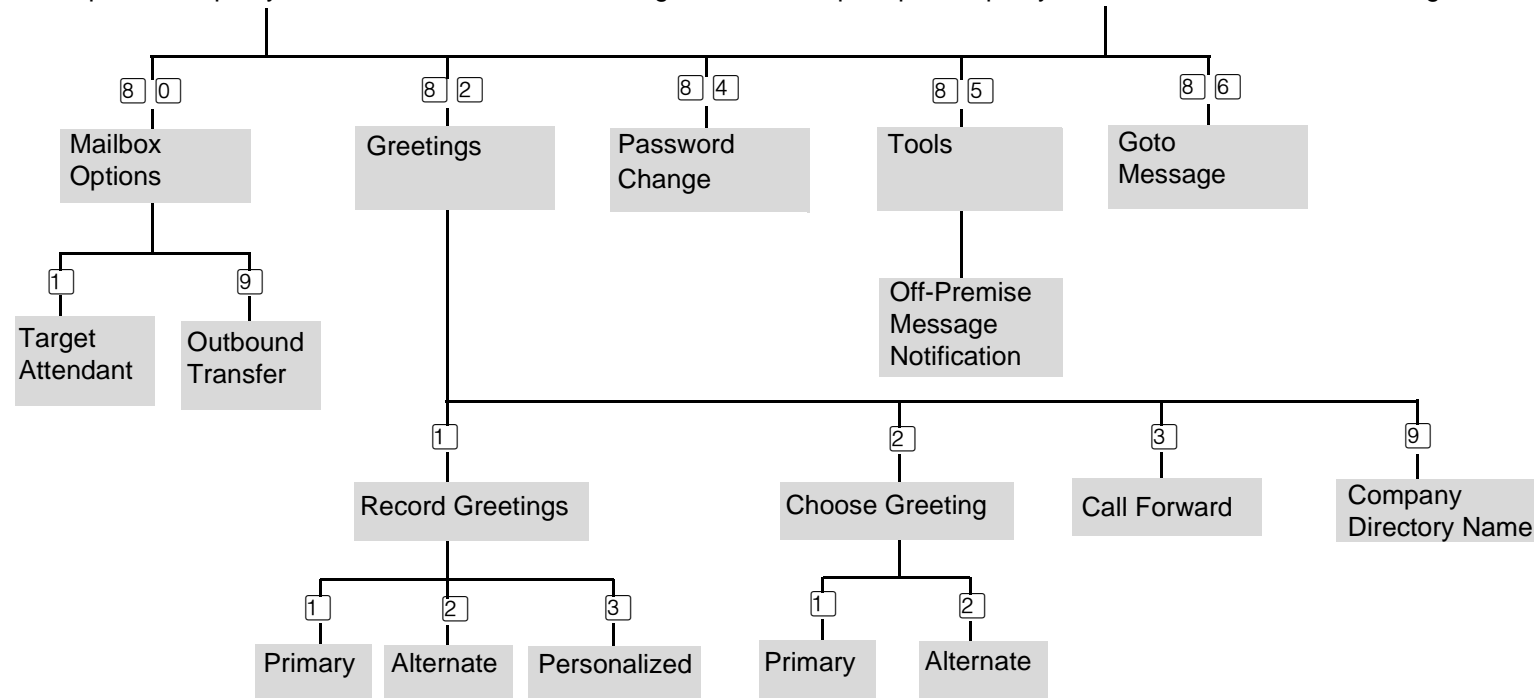 8 0
8 2
8 4
8 5
8 6
Mailbox
Options
Greetings
Password
Change
Tools
Goto
Message
1
9
Target
Attendant
Outbound
Transfer
Off-Premise
Message
Notification
1
2
3
9
Record Greetings
Choose Greeting
Call Forward
Company
Directory Name
1
2
3
1
2
Primary
Alternate
Personalized
Primary
Alternate